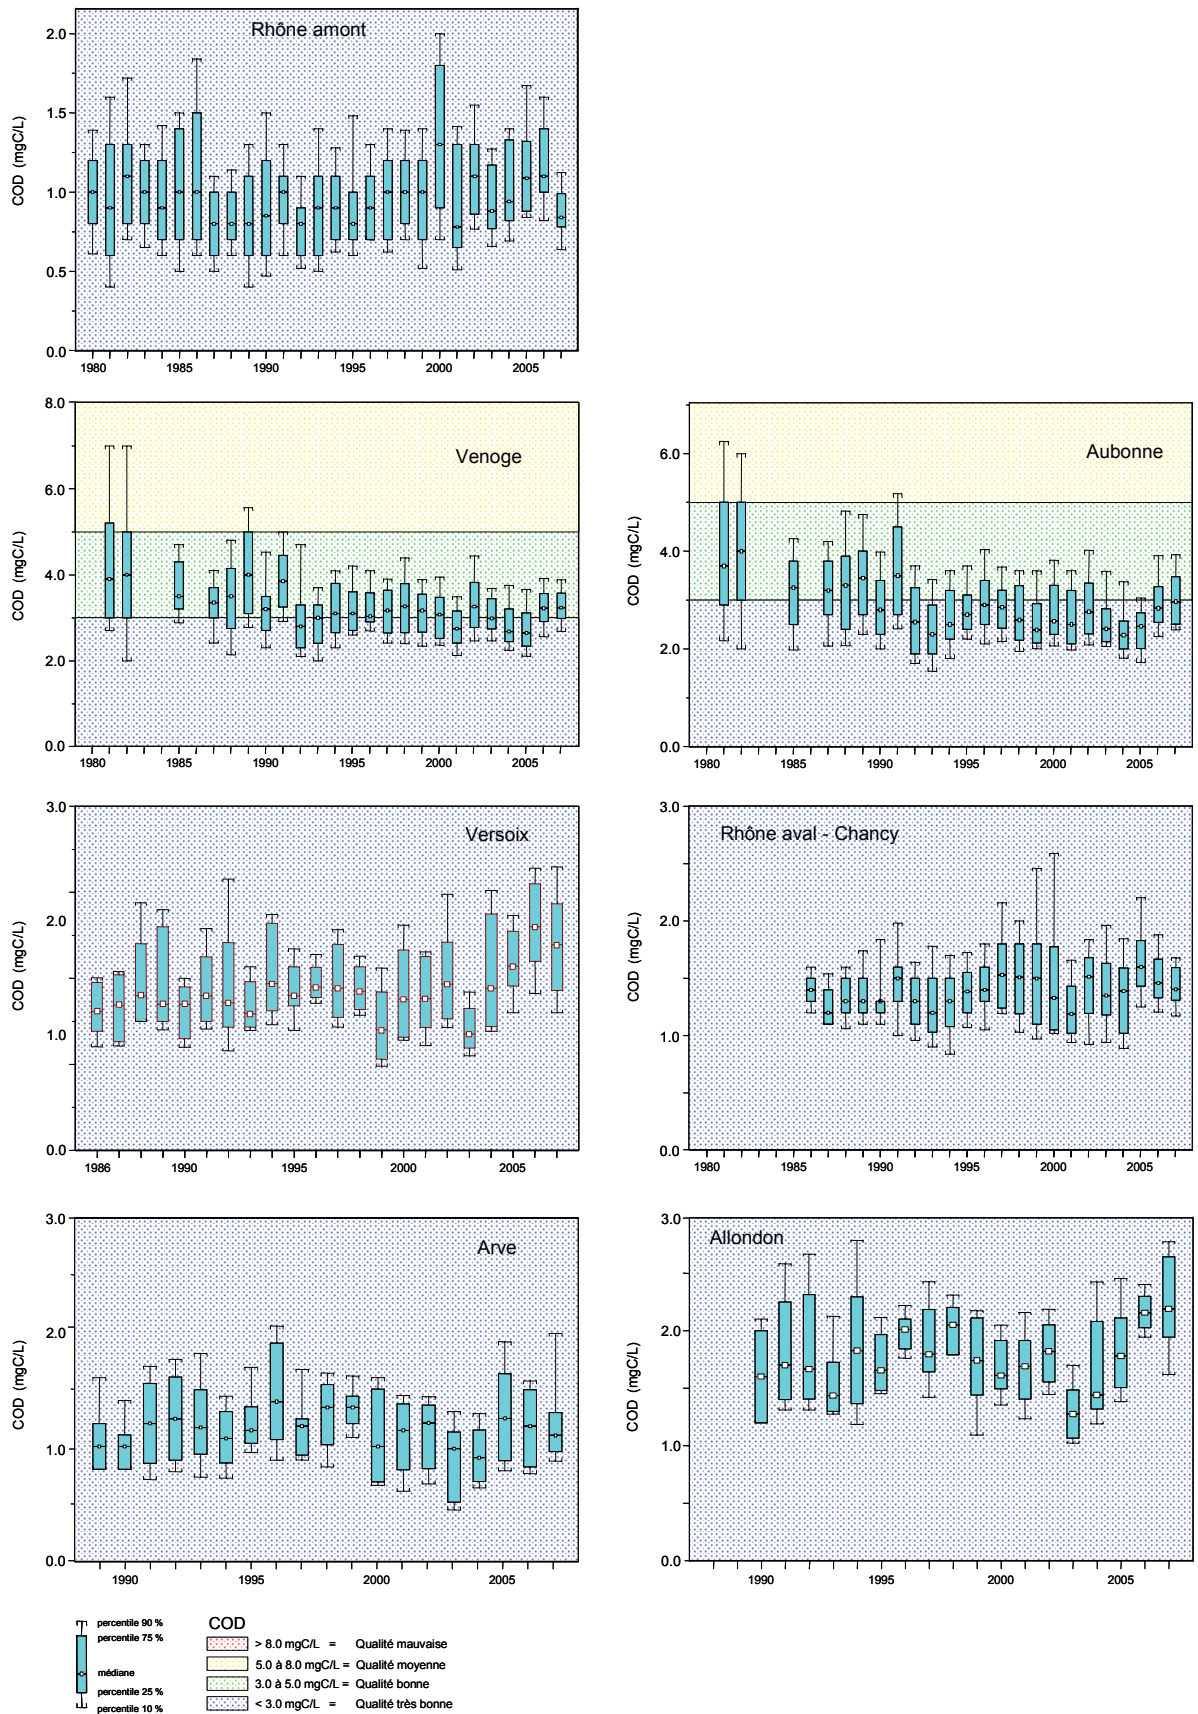 Rhône amont
COD (mgC/L)
2.0
1.5
1.0
0.5
0.0
1980 1985 1990 1995 2000 2005
Venoge
COD (mgC/L)
8.0
6.0
4.0
2.0
0.0
1980 1985 1990 1995 2000 2005
Aubonne
COD (mgC/L)
6.0
4.0
2.0
0.0
1980 1985 1990 1995 2000 2005
Versoix
COD (mgC/L)
3.0
2.0
1.0
0.0
1986 1990 1995 2000 2005
Rhône aval - Chancy
COD (mgC/L)
3.0
2.0
1.0
0.0
1980 1985 1990 1995 2000 2005
Arve
COD (mgC/L)
3.0
2.0
1.0
0.0
1990 1995 2000 2005
Allondon
COD (mgC/L)
3.0
2.0
1.0
0.0
1990 1995 2000 2005
percentile 90 %
percentile 75 %
médiane
percentile 25 %
percentile 10 %
COD
> 8.0 mgC/L = Qualité mauvaise
5.0 à 8.0 mgC/L = Qualité moyenne
3.0 à 5.0 mgC/L = Qualité bonne
< 3.0 mgC/L = Qualité très bonne